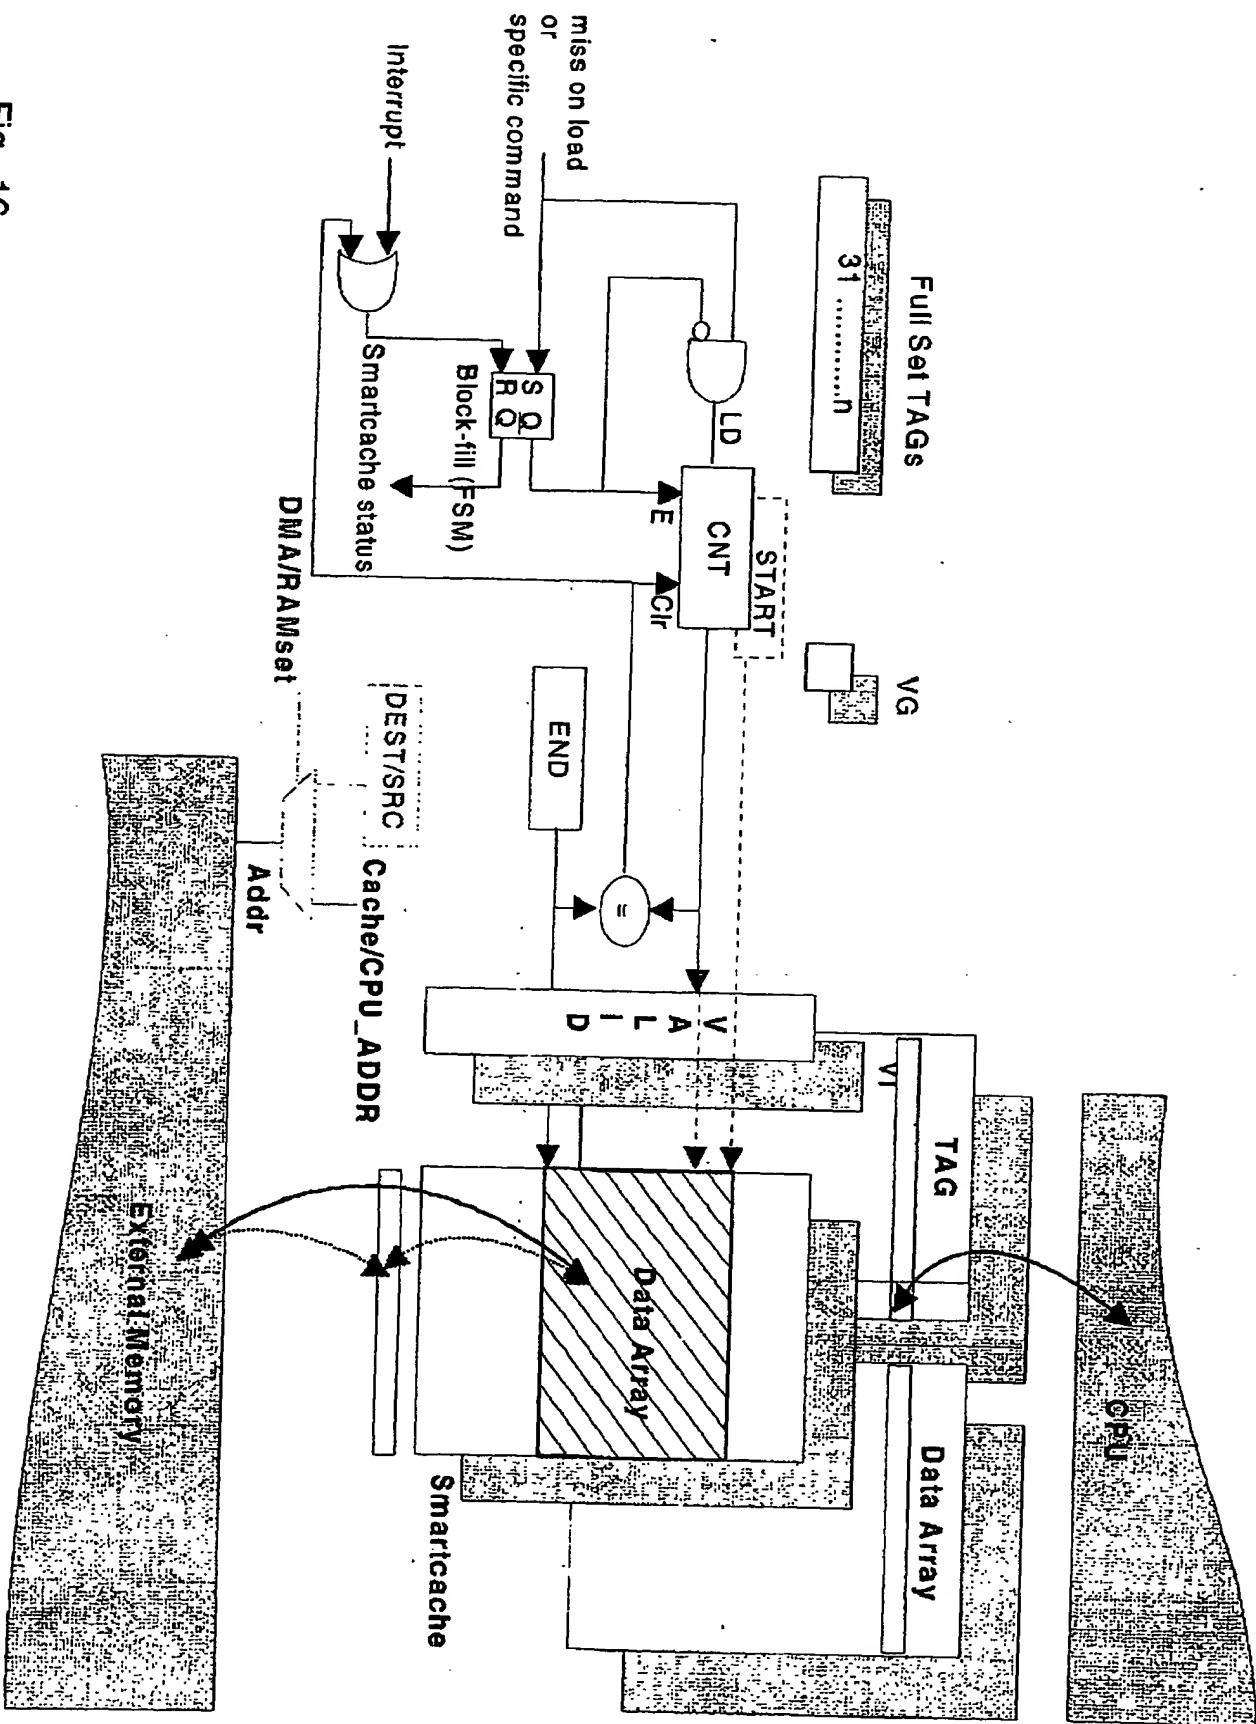 CPU
Full Set TAGs
31 ...........n
VG
TAG
VI
Data Array
miss on load
or
specific command
Interrupt
LD
START
CNT
E
Clr
S Q
R Q
Block-fill (FSM)
Smartcache status
END
=
VALID
Data Array
Smartcache
DMA/RAMset
DEST/SRC
Cache/CPU_ADDR
Addr
External Memory